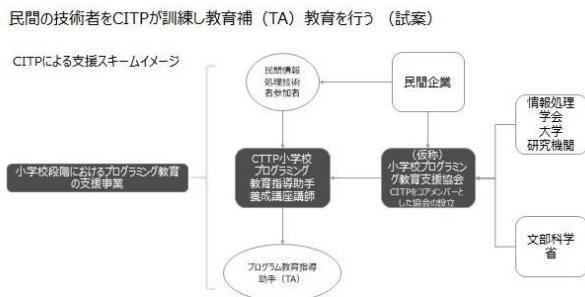 民間の技術者をCITPが訓練し教育補（TA）教育を行う （試案）
CITPによる支援スキームイメージ
民間情報
処理技術
者参加者
民間企業
情報処理
学会
大学
研究機関
小学校段階におけるプログラミング教育
の支援事業
CTTP小学校
プログラミング
教育指導助手
養成講座講師
（仮称）
小学校プログラミ
ング教育支援協会
CITPをコアメンバーと
した協会の設立
文部科学
省
プログラム教育指導
助手（TA）